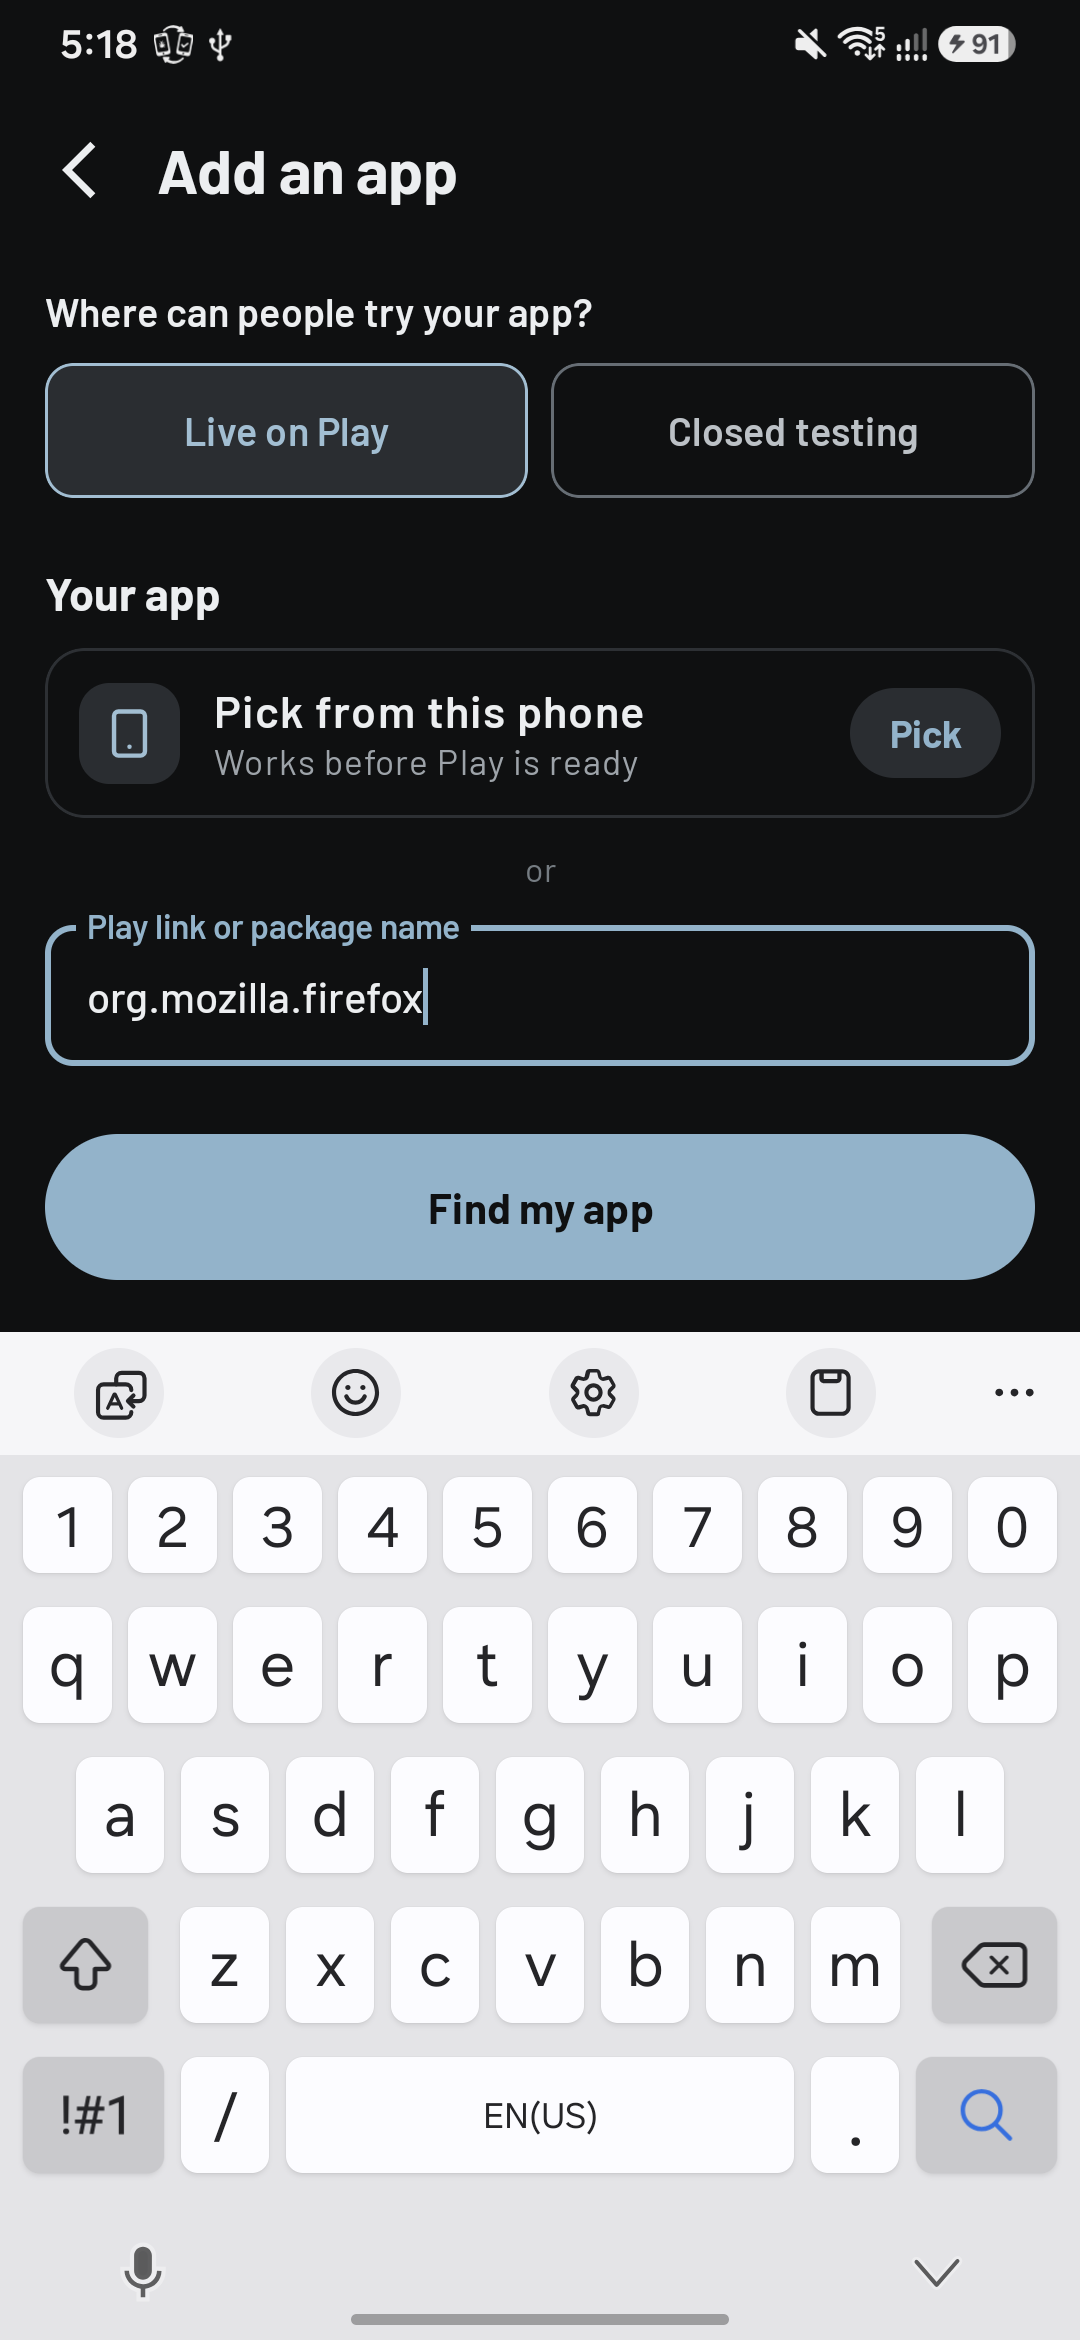 5:18
5
91
Add an app
Where can people try your app?
Live on Play
Closed testing
Your app
Pick from this phone
Works before Play is ready
Pick
or
Play link or package name
org.mozilla.firefox
Find my app
A
1 2 3 4 5 6 7 8 9 0
q w e r t y u i o p
a s d f g h j k l
z x c v b n m
!#1 / EN(US) .